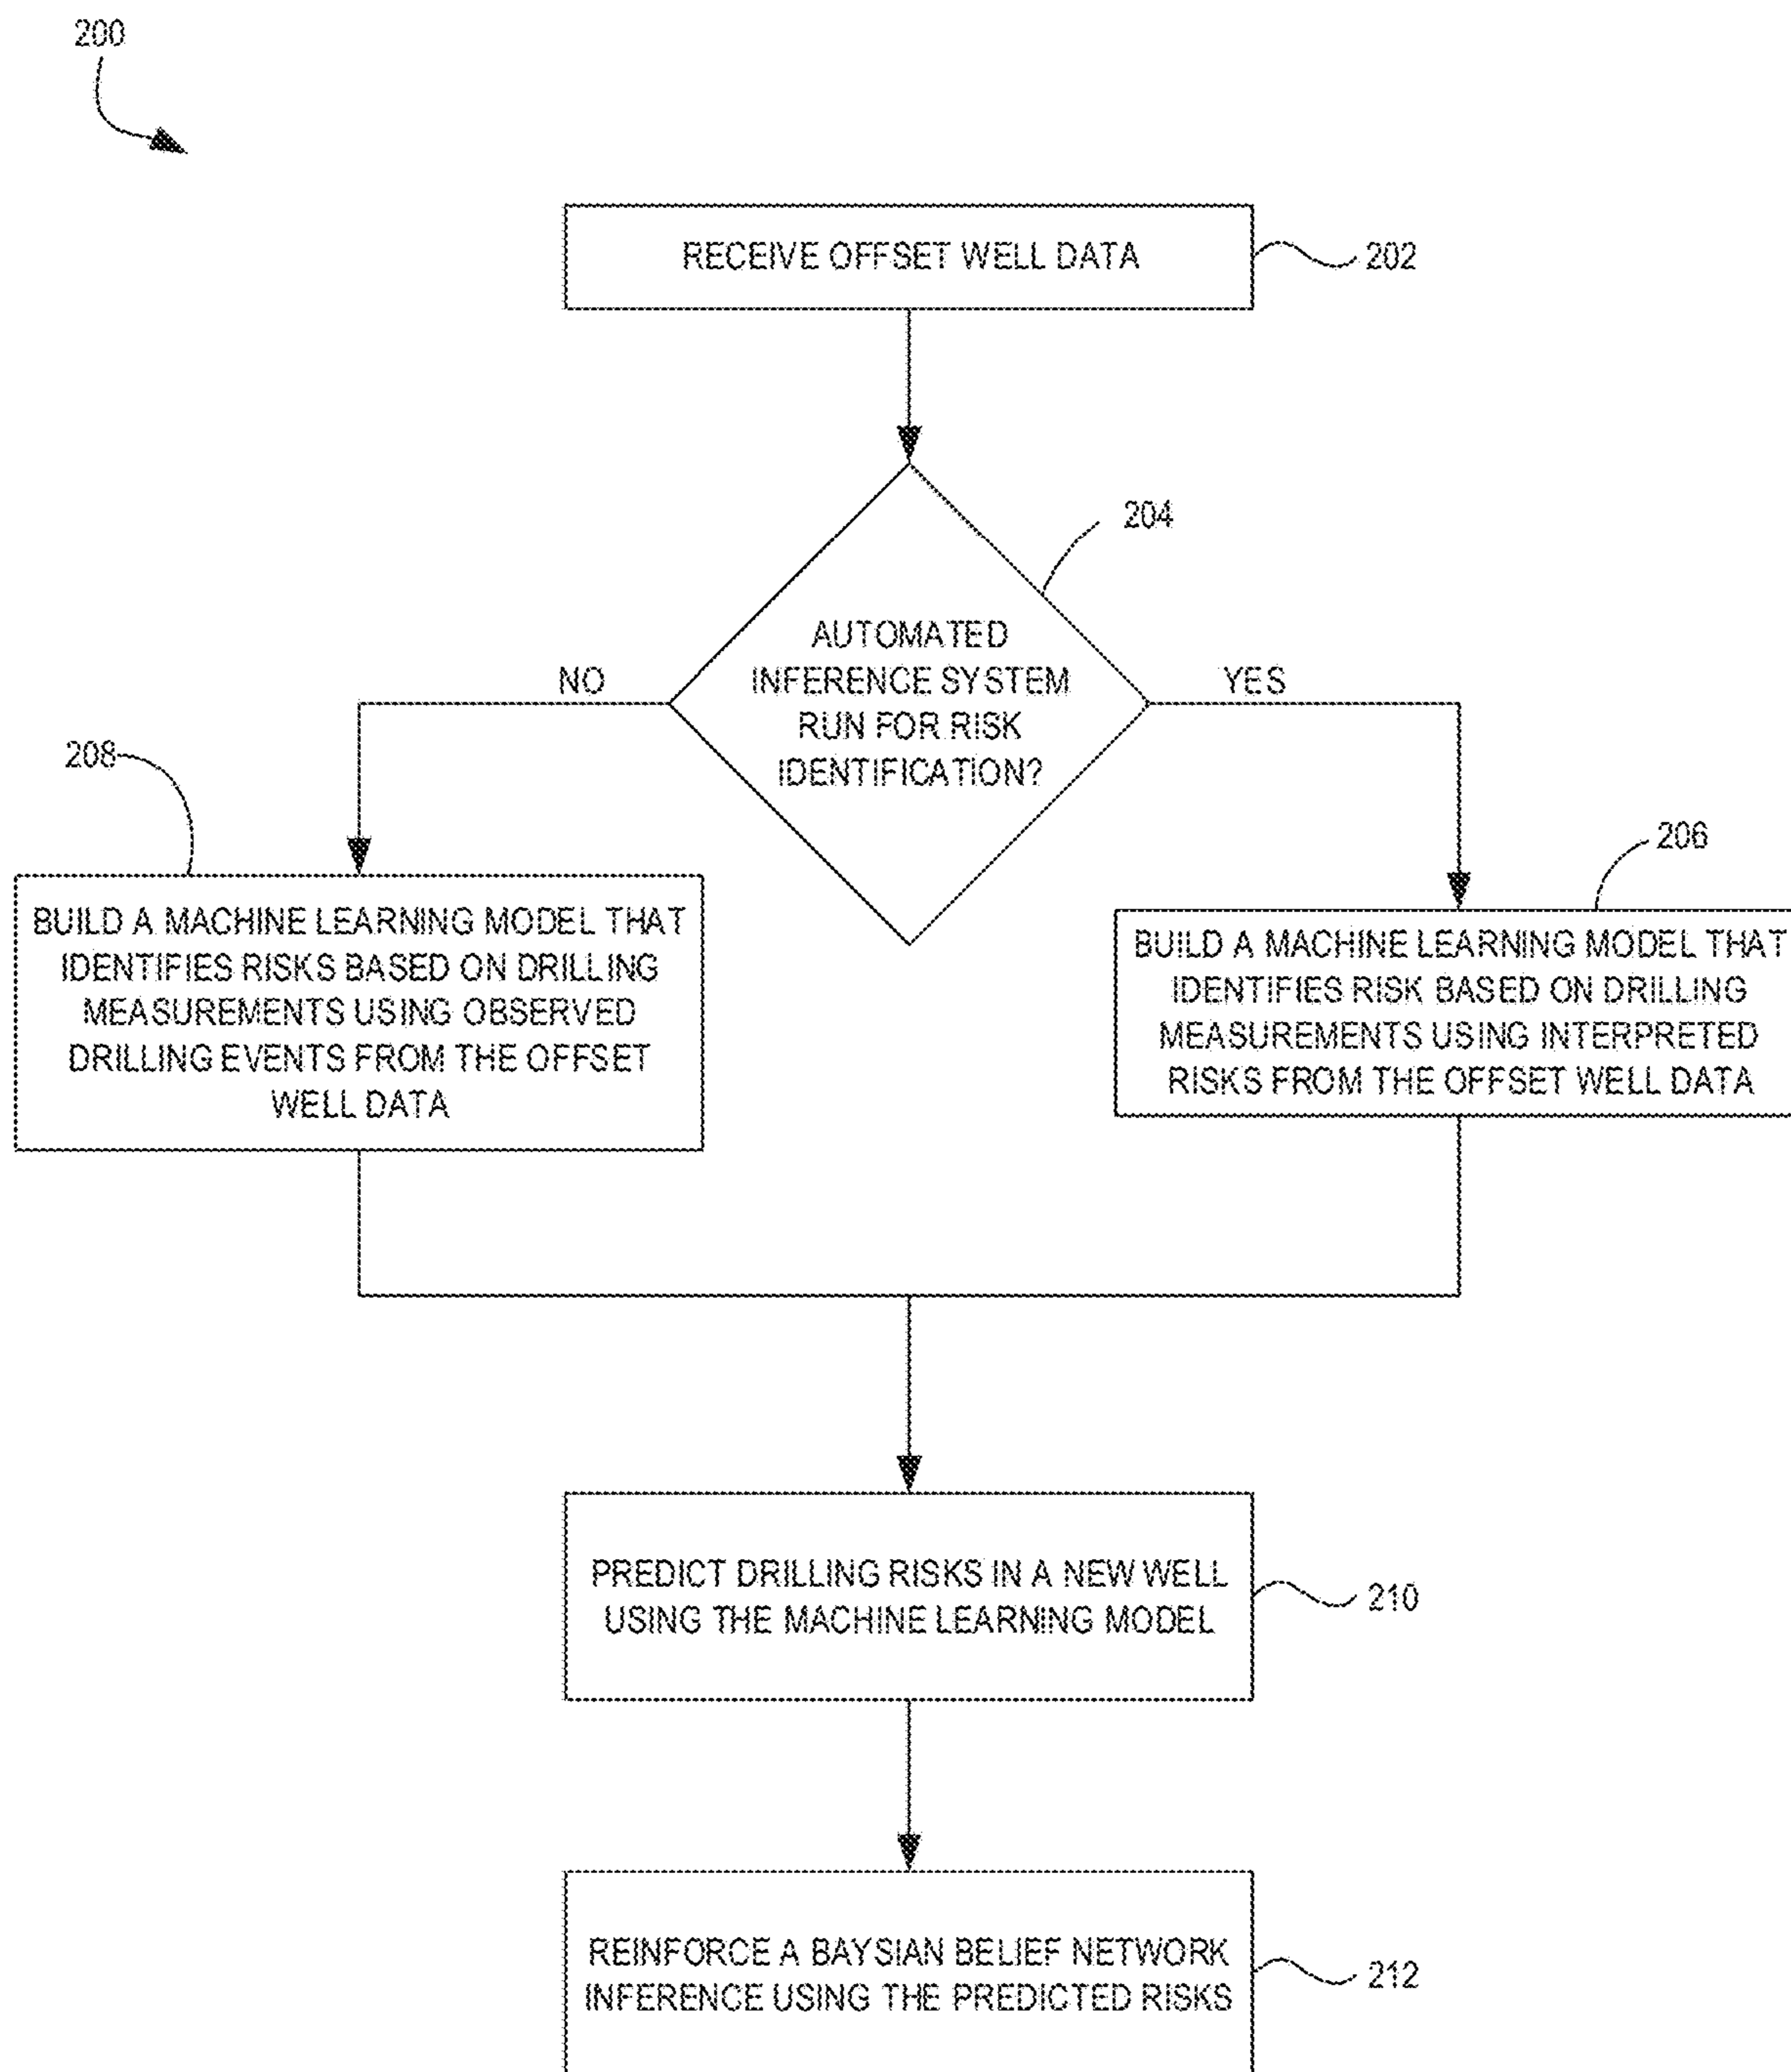 200
RECEIVE OFFSET WELL DATA
202
204
AUTOMATED
INFERENCE SYSTEM
RUN FOR RISK
IDENTIFICATION?
NO
YES
208
BUILD A MACHINE LEARNING MODEL THAT
IDENTIFIES RISKS BASED ON DRILLING
MEASUREMENTS USING OBSERVED
DRILLING EVENTS FROM THE OFFSET
WELL DATA
206
BUILD A MACHINE LEARNING MODEL THAT
IDENTIFIES RISK BASED ON DRILLING
MEASUREMENTS USING INTERPRETED
RISKS FROM THE OFFSET WELL DATA
PREDICT DRILLING RISKS IN A NEW WELL
USING THE MACHINE LEARNING MODEL
210
REINFORCE A BAYSIAN BELIEF NETWORK
INFERENCE USING THE PREDICTED RISKS
212